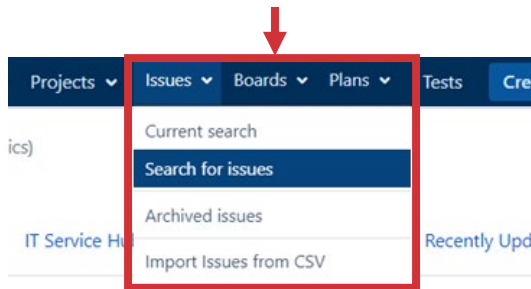 Projects Issues Boards Plans Tests Cre
Current search
ics)
Search for issues
Archived issues
IT Service Hu Recently Upd
Import Issues from CSV